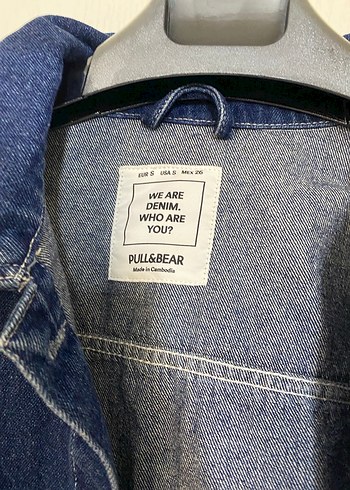 EUR S USA S MEX 26
WE ARE
DENIM.
WHO ARE
YOU?
PULL&BEAR
Made in Cambodia